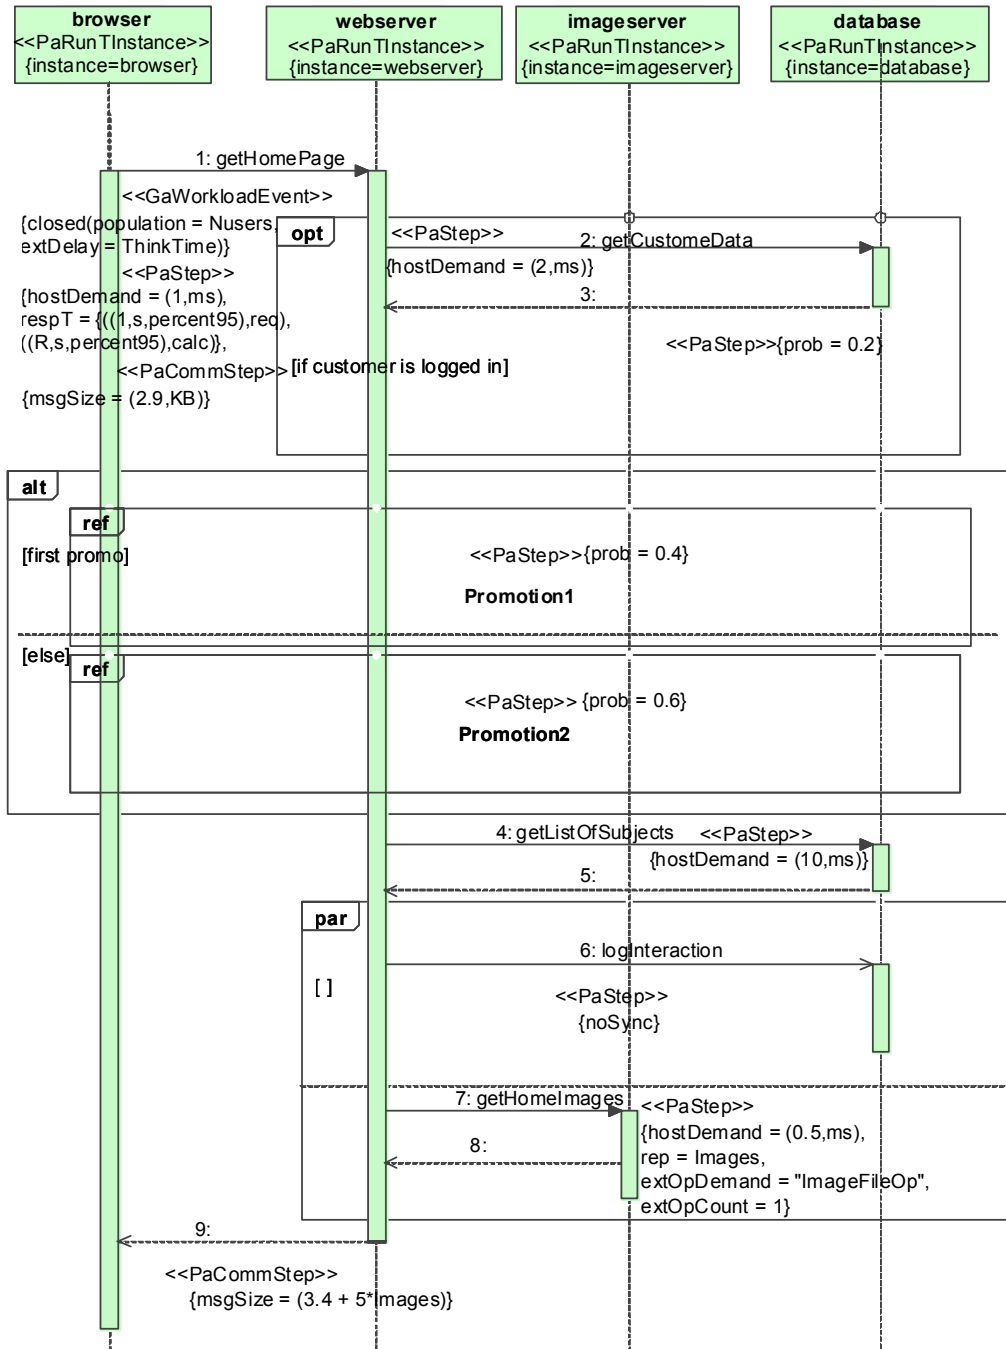 browser
<<PaRunTInstance>>
{instance=browser}
webserver
<<PaRunTInstance>>
{instance=webserver}
imageserver
<<PaRunTInstance>>
{instance=imageserver}
database
<<PaRunTInstance>>
{instance=database}
1: getHomePage
<<GaWorkloadEvent>>
{closed(population = Nusers,
extDelay = ThinkTime)}
<<PaStep>>
{hostDemand = (1,ms),
respT = {((1,s,percent95),req),
((R,s,percent95),calc)},
<<PaCommStep>>
{msgSize = (2.9,KB)}
opt
<<PaStep>>
2: getCustomeData
{hostDemand = (2,ms)}
3:
<<PaStep>>{prob = 0.2}
[if customer is logged in]
alt
ref
[first promo]
<<PaStep>>{prob = 0.4}
Promotion1
[else]
ref
<<PaStep>> {prob = 0.6}
Promotion2
4: getListOfSubjects
<<PaStep>>
{hostDemand = (10,ms)}
5:
par
6: logInteraction
[ ]
<<PaStep>>
{noSync}
7: getHomeImages
<<PaStep>>
{hostDemand = (0.5,ms),
rep = Images,
extOpDemand = "ImageFileOp",
extOpCount = 1}
8:
9:
<<PaCommStep>>
{msgSize = (3.4 + 5*Images)}